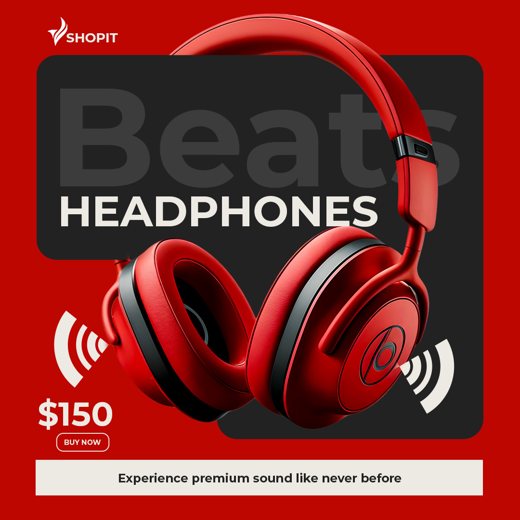 SHOPIT
Beats
HEADPHONES
$150
BUY NOW
Experience premium sound like never before